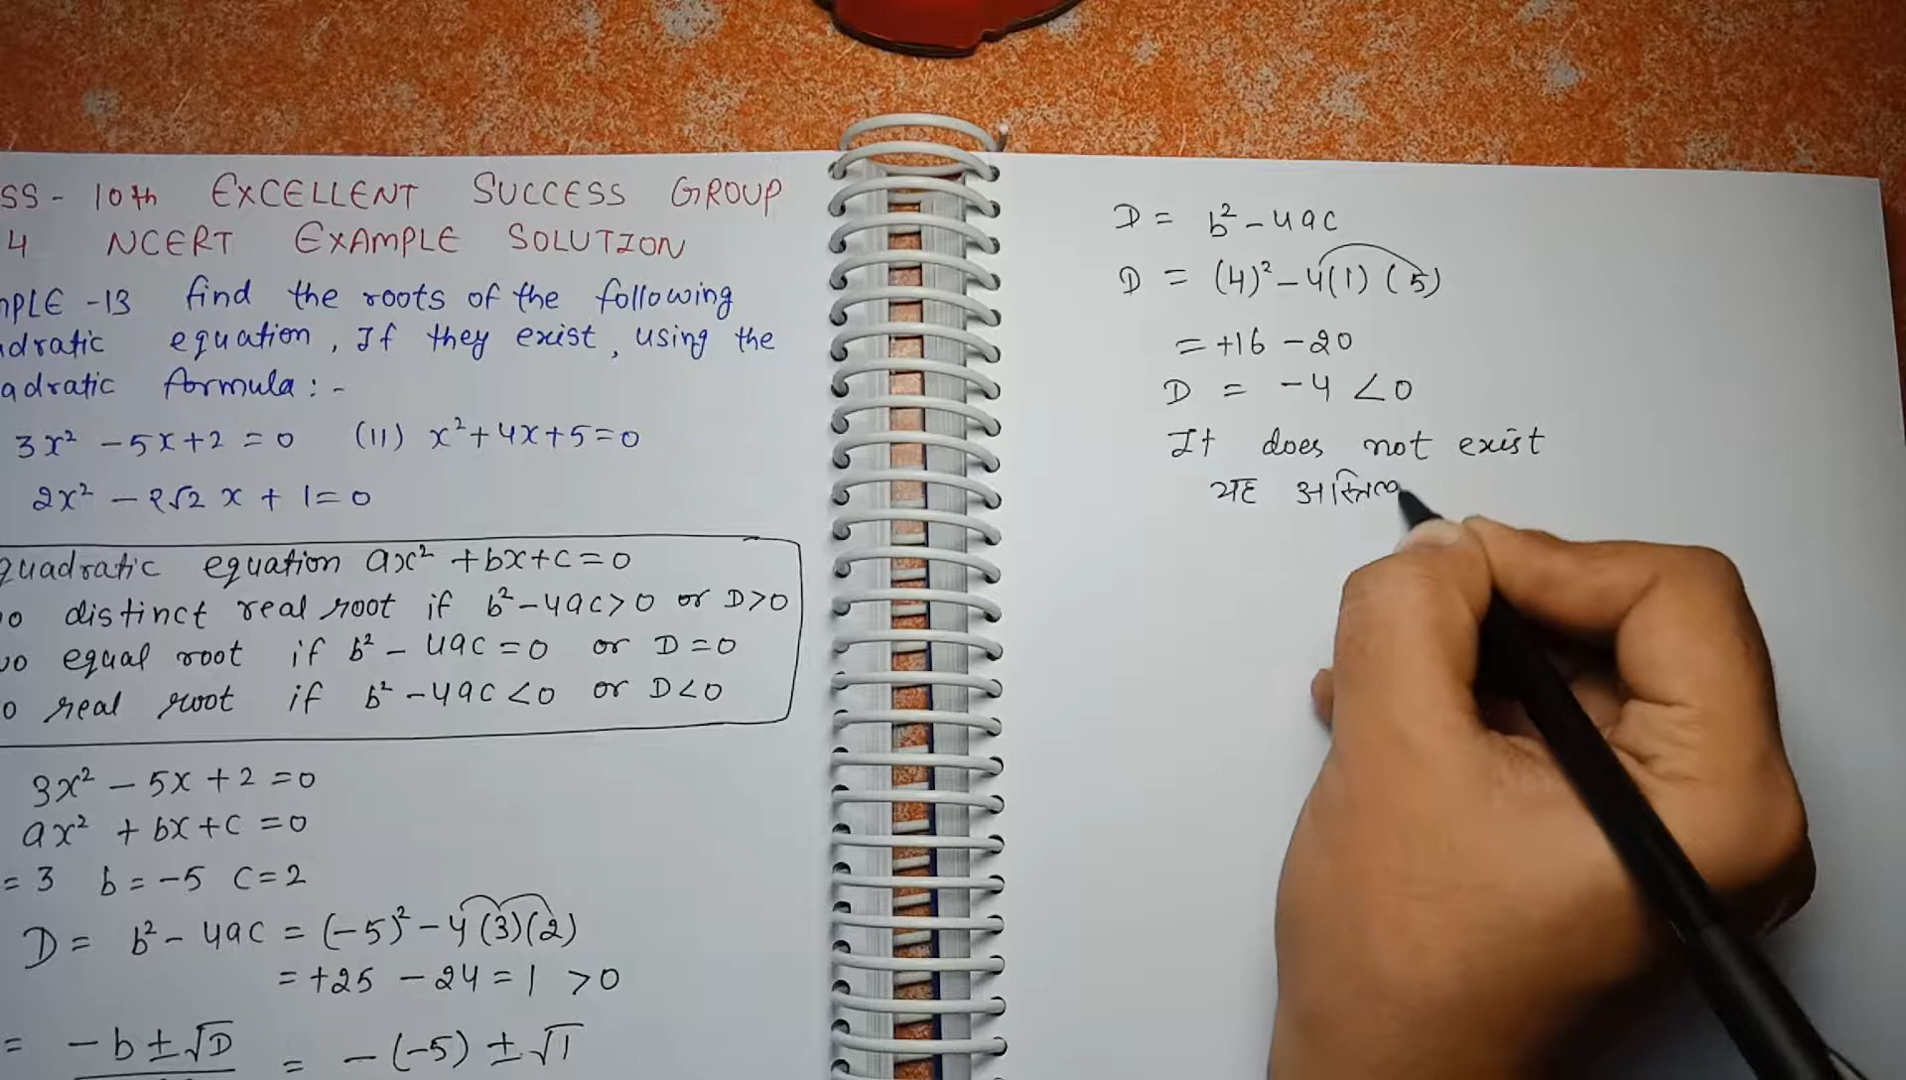 SS - 10th EXCELLENT SUCCESS GROUP
4 NCERT EXAMPLE SOLUTION
MPLE -13 find the roots of the following
dratic equation, If they exist, using the
adratic formula :-
3x² - 5x + 2 = 0 (II) x² + 4x + 5 = 0
2x² - 2√2 x + 1 = 0
quadratic equation ax² + bx + c = 0
o distinct real root if b² - 4ac > 0 or D > 0
wo equal root if b² - 4ac = 0 or D = 0
o real root if b² - 4ac < 0 or D < 0
3x² - 5x + 2 = 0
ax² + bx + c = 0
= 3 b = -5 c = 2
D = b² - 4ac = (-5)² - 4(3)(2)
= +25 - 24 = 1 > 0
= -b ± √D = -(-5) ± √1
D = b² - 4ac
D = (4)² - 4(1)(5)
= +16 - 20
D = -4 < 0
It does not exist
यह अस्तित्व